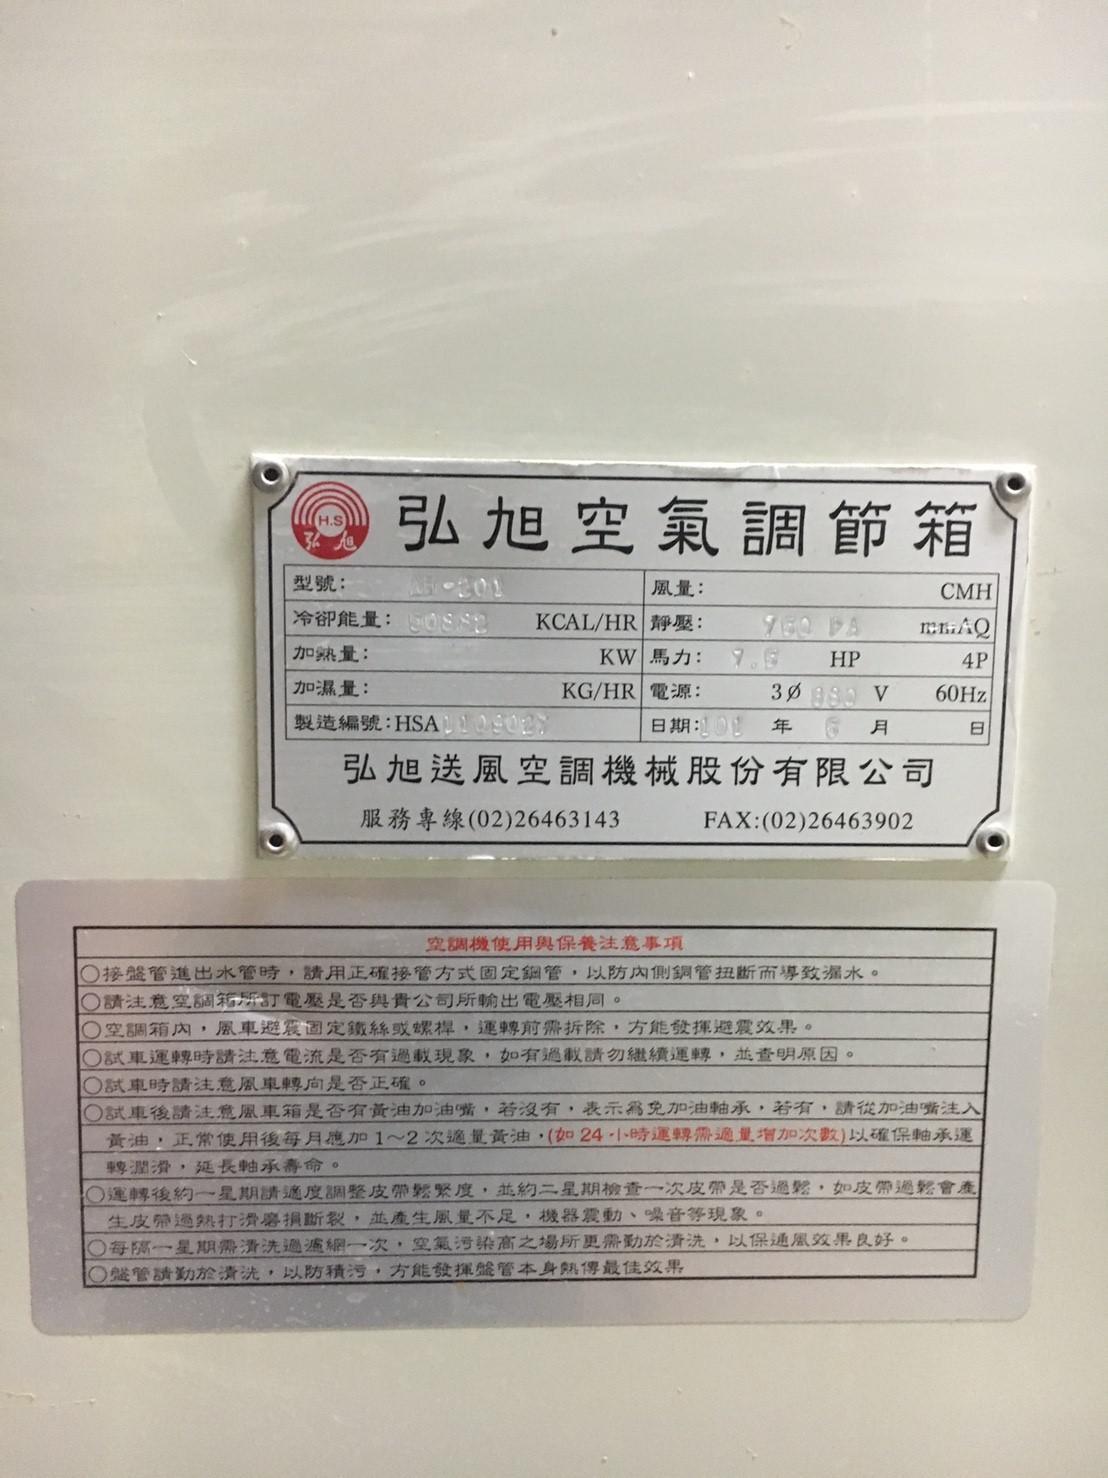 H.S
弘旭
弘旭空氣調節箱
型號: AH-201 風量: CMH
冷卻能量: KCAL/HR 靜壓: 750 PA mmAQ
加熱量: KW 馬力: 7.5 HP 4P
加濕量: KG/HR 電源: 3Ø 380 V 60Hz
製造編號:HSA 日期:101 年 6 月 日
弘旭送風空調機械股份有限公司
服務專線(02)26463143 FAX:(02)26463902
空調機使用與保養注意事項
○接盤管進出水管時，請用正確接管方式固定鋼管，以防內側銅管扭斷而導致漏水。
○請注意空調箱所訂電壓是否與貴公司所輸出電壓相同。
○空調箱內，風車避震固定鐵絲或螺桿，運轉前需拆除，方能發揮避震效果。
○試車運轉時請注意電流是否有過載現象，如有過載請勿繼續運轉，並查明原因。
○試車時請注意風車轉向是否正確。
○試車後請注意風車箱是否有黃油加油嘴，若沒有，表示為免加油軸承，若有，請從加油嘴注入
黃油，正常使用後每月應加1～2次適量黃油，(如24小時運轉需適量增加次數)以確保軸承運
轉潤滑，延長軸承壽命。
○運轉後約一星期請適度調整皮帶鬆緊度，並約二星期檢查一次皮帶是否過鬆，如皮帶過鬆會產
生皮帶過熱打滑磨損斷裂，並產生風量不足，機器震動、噪音等現象。
○每隔一星期需清洗過濾網一次，空氣污染高之場所更需勤於清洗，以保通風效果良好。
○盤管請勤於清洗，以防積污，方能發揮盤管本身熱傳最佳效果